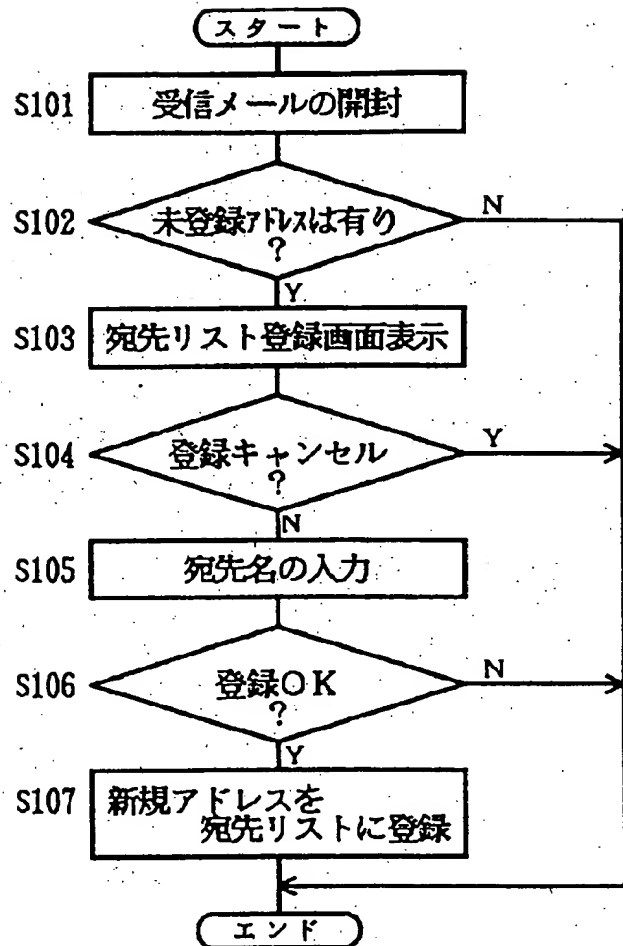 スタート
S101 受信メールの開封
S102 未登録アドレスは有り
?
N
Y
S103 宛先リスト登録画面表示
S104 登録キャンセル
?
Y
N
S105 宛先名の入力
S106 登録OK
?
N
Y
S107 新規アドレスを
宛先リストに登録
エンド